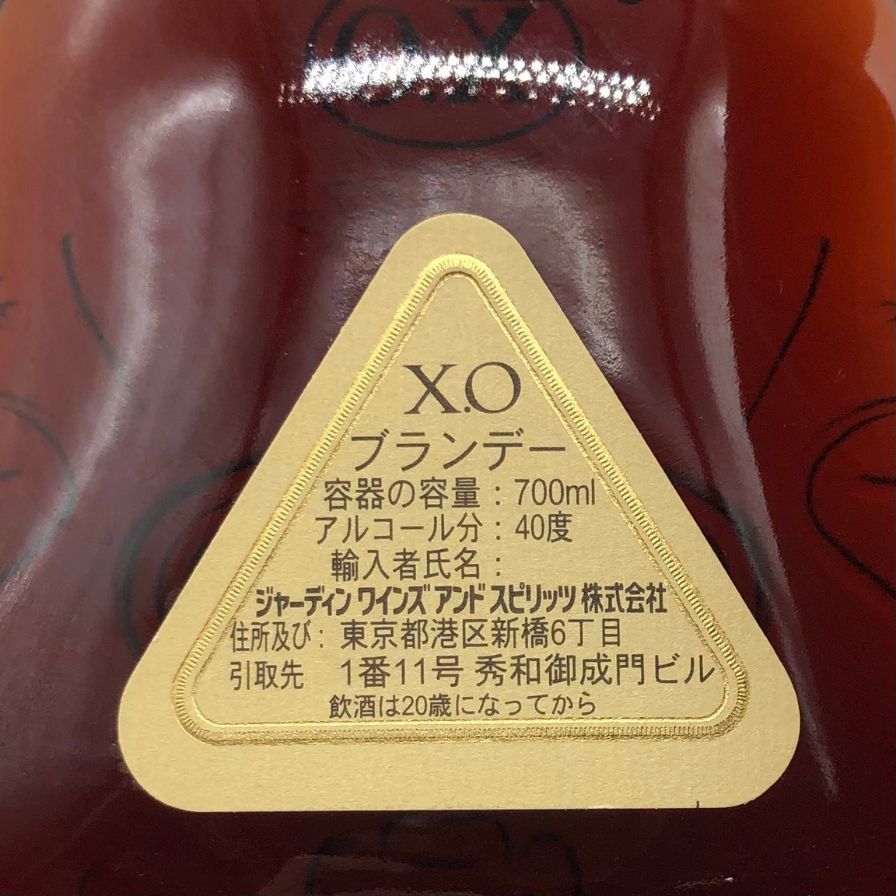 X.O
X.O
ブランデー
容器の容量：700ml
アルコール分：40度
輸入者氏名：
ジャーディン ワインズ アンド スピリッツ 株式会社
住所及び： 東京都港区新橋6丁目
引取先 1番11号 秀和御成門ビル
飲酒は20歳になってから